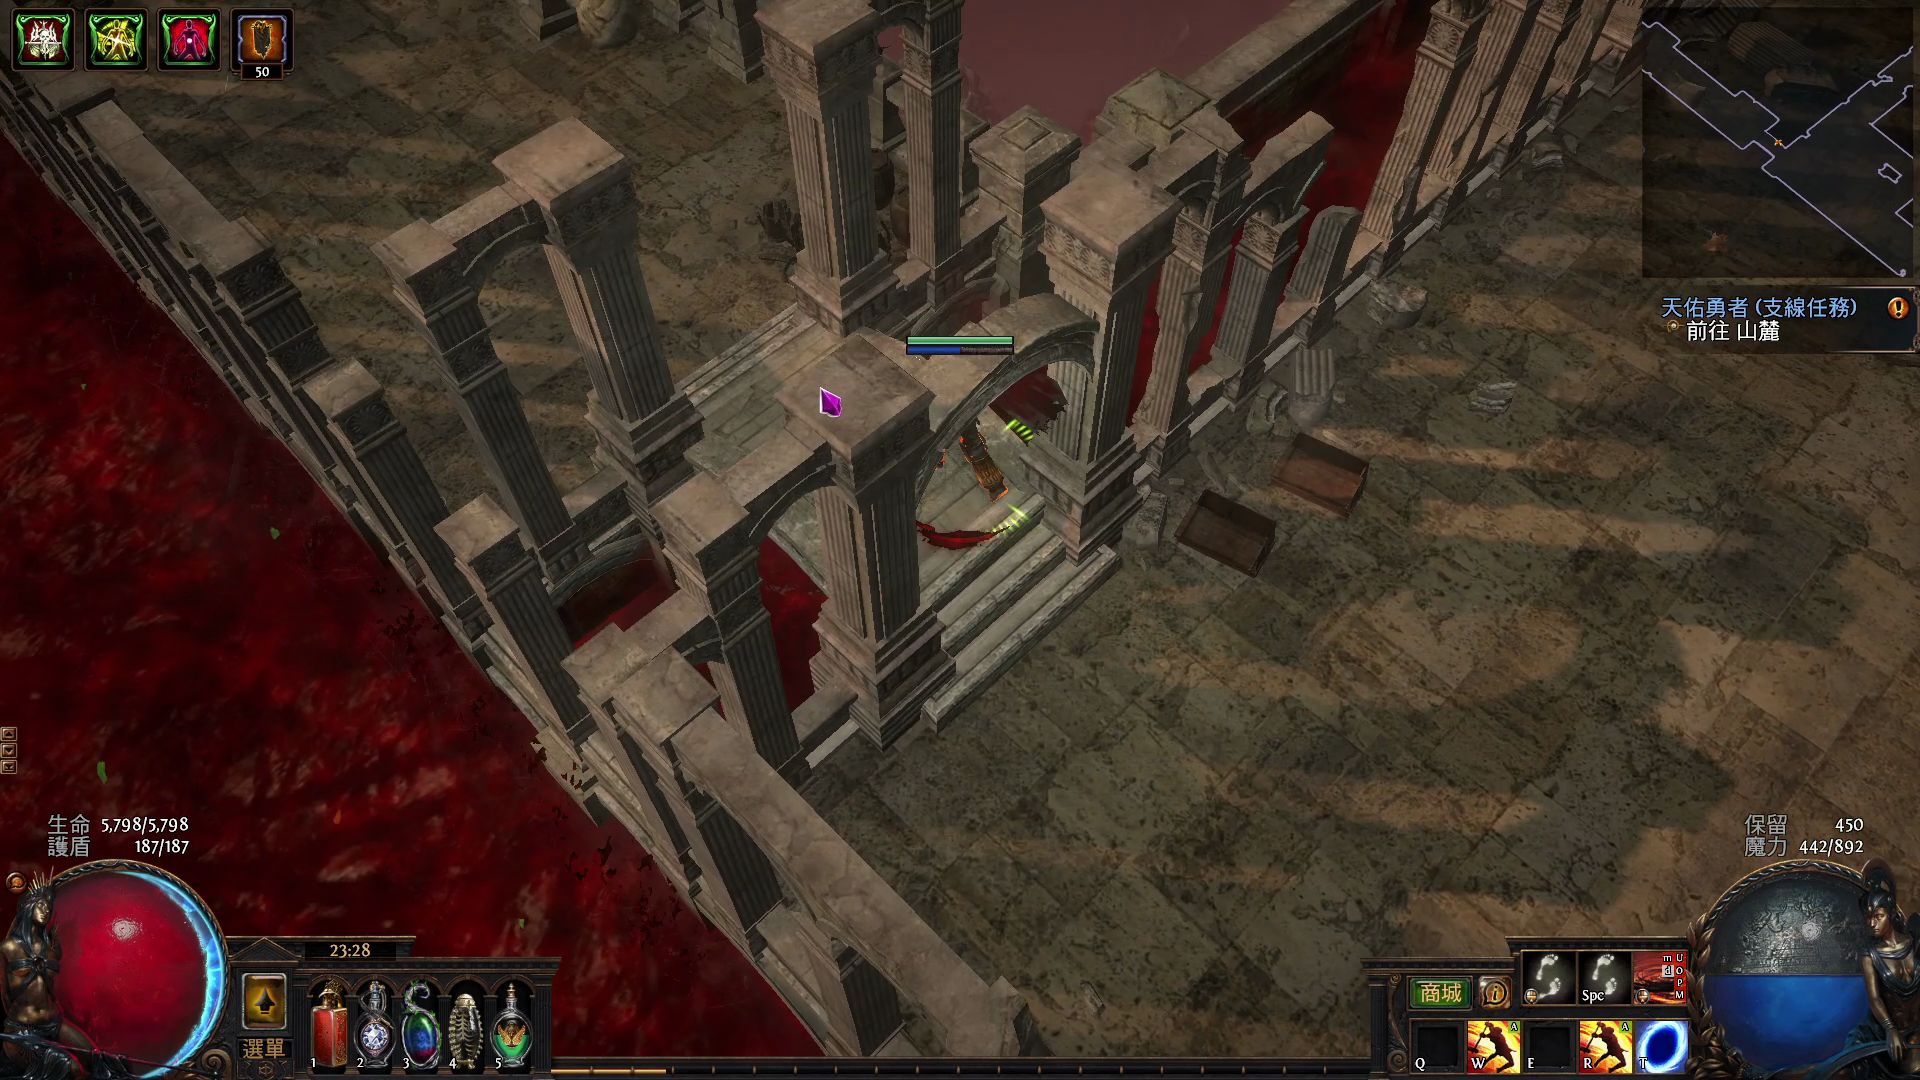 50
天佑勇者 (支線任務)
前往 山麓
生命 5,798/5,798
護盾 187/187
保留 450
魔力 442/892
23:28
選單
1 2 3 4 5
商城
Spc
Q W E R T
A A